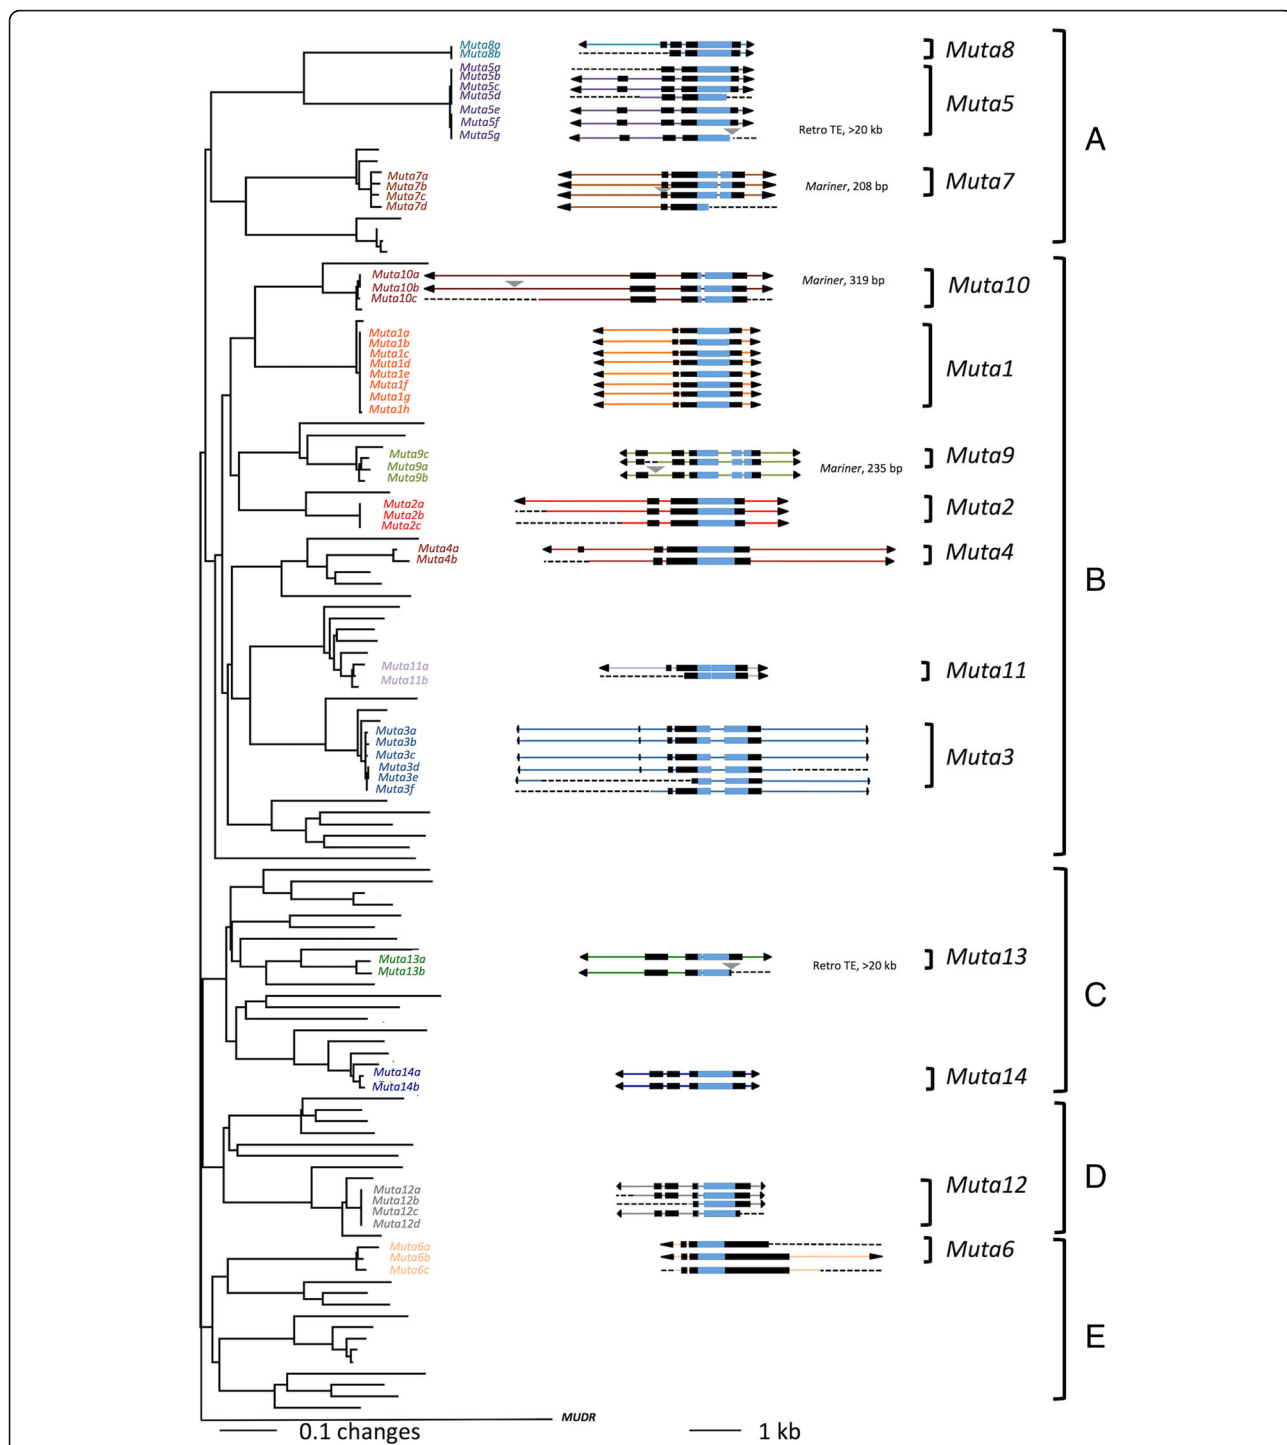 Muta8a
Muta8b
Muta8
Muta5a
Muta5b
Muta5c
Muta5d
Muta5e
Muta5f
Muta5g
Retro TE, >20 kb
Muta5
A
Muta7a
Muta7b
Muta7c
Muta7d
Mariner, 208 bp
Muta7
Muta10a
Muta10b
Muta10c
Mariner, 319 bp
Muta10
Muta1a
Muta1b
Muta1c
Muta1d
Muta1e
Muta1f
Muta1g
Muta1h
Muta1
Muta9c
Muta9a
Muta9b
Mariner, 235 bp
Muta9
Muta2a
Muta2b
Muta2c
Muta2
Muta4a
Muta4b
Muta4
B
Muta11a
Muta11b
Muta11
Muta3a
Muta3b
Muta3c
Muta3d
Muta3e
Muta3f
Muta3
Muta13a
Muta13b
Retro TE, >20 kb
Muta13
C
Muta14a
Muta14b
Muta14
Muta12a
Muta12b
Muta12c
Muta12d
Muta12
D
Muta6a
Muta6b
Muta6c
Muta6
E
MUDR
0.1 changes
1 kb